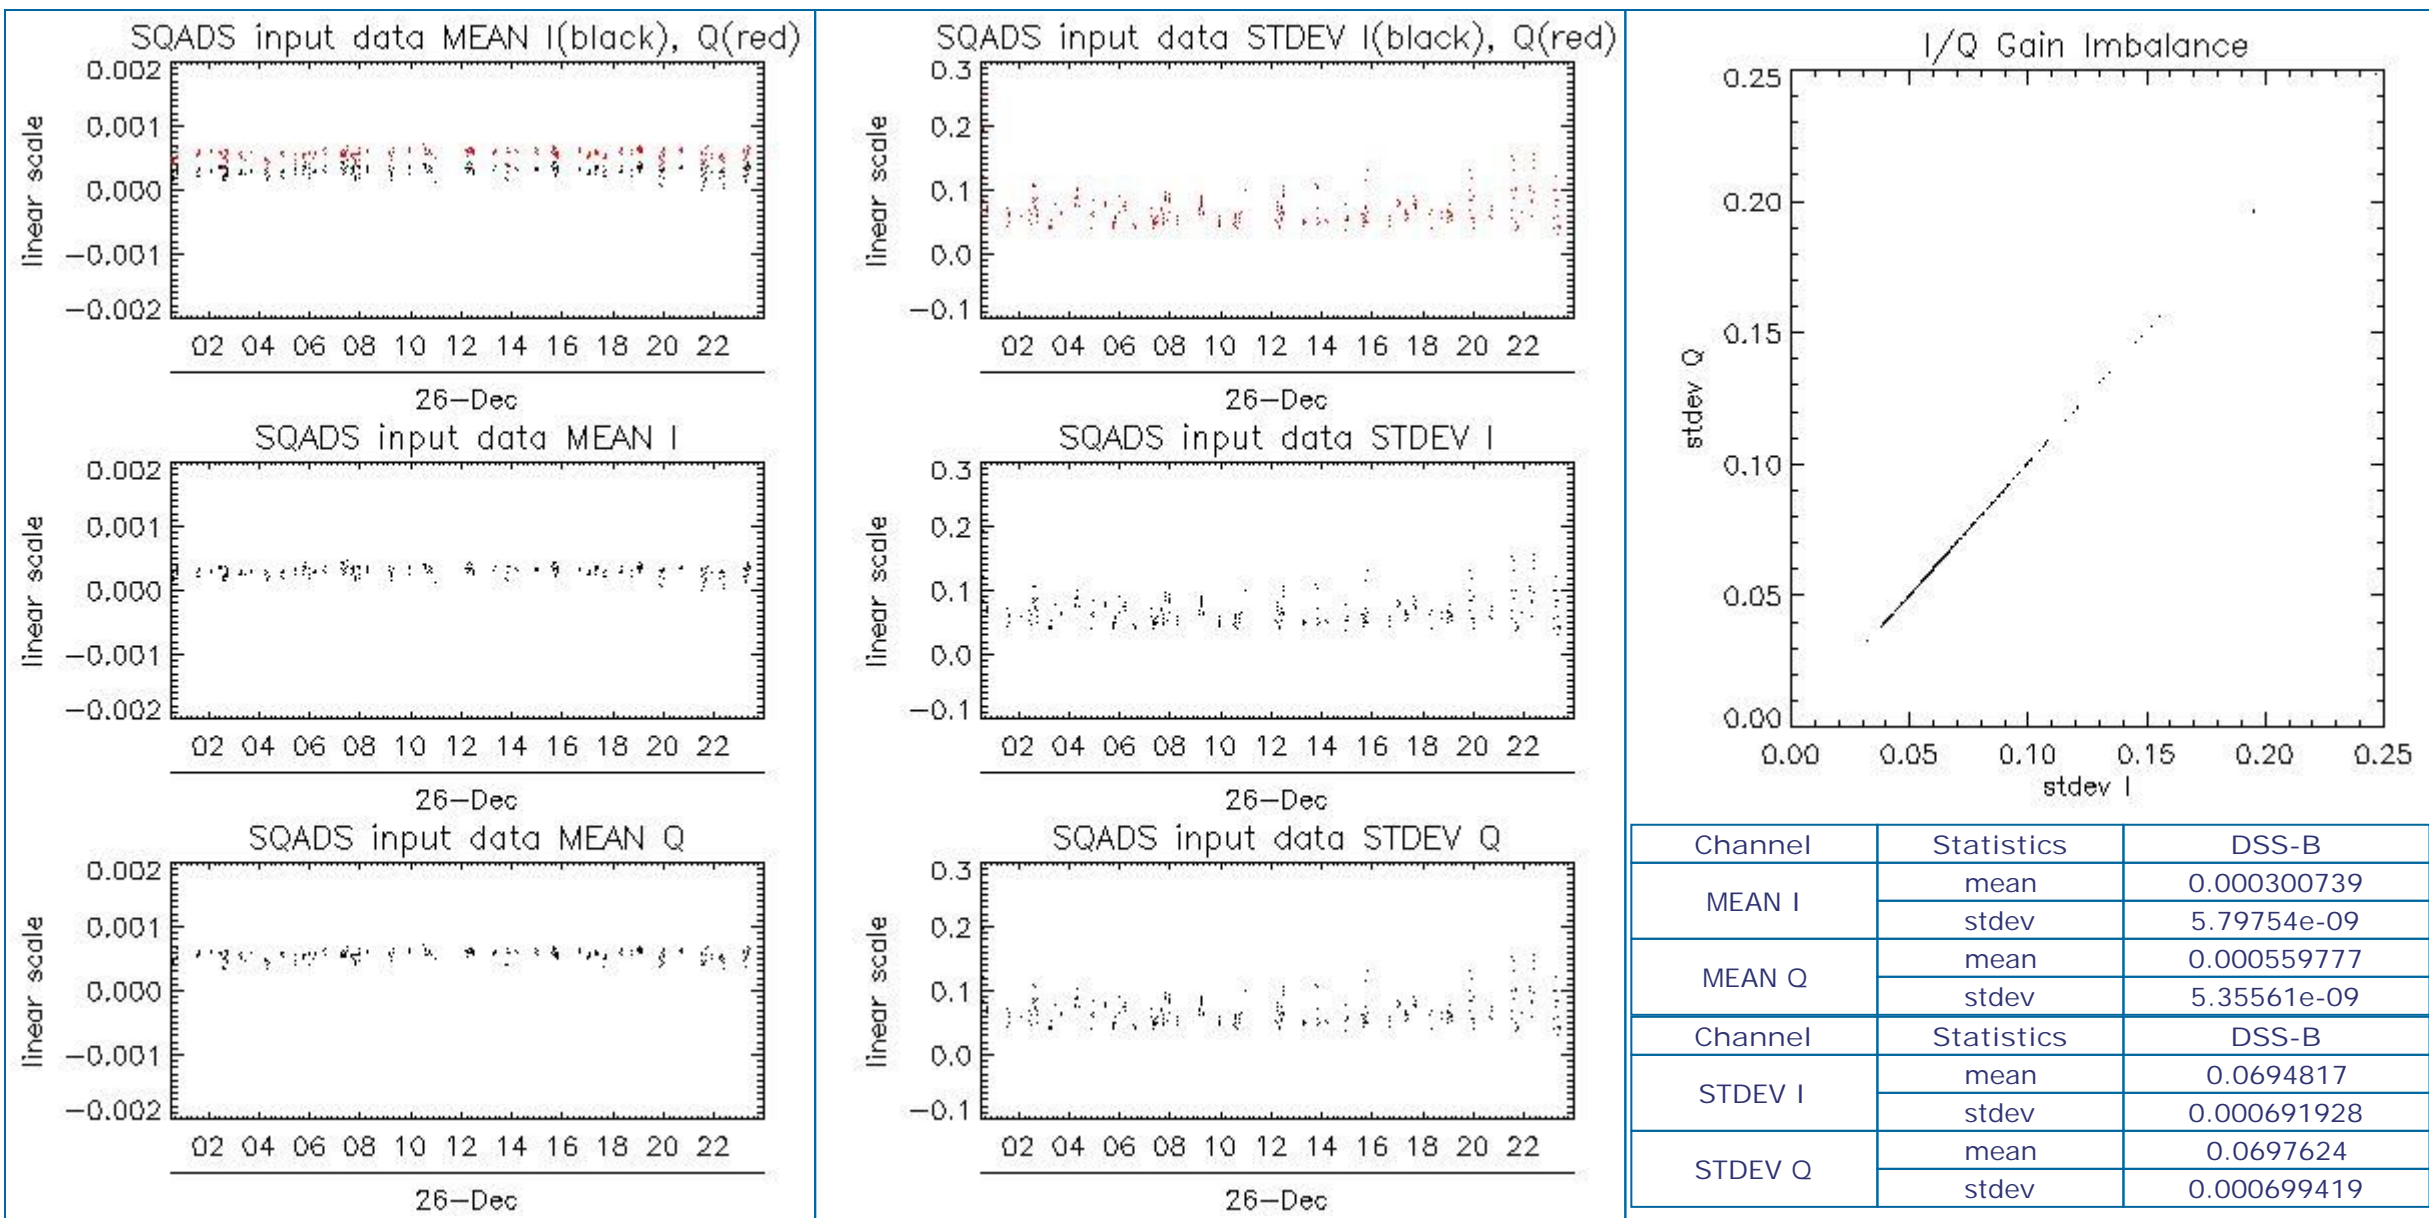 SQADS input data MEAN I(black), Q(red)
0.002
0.001
0.000
−0.001
−0.002
linear scale
02 04 06 08 10 12 14 16 18 20 22
26−Dec
SQADS input data MEAN I
0.002
0.001
0.000
−0.001
−0.002
linear scale
02 04 06 08 10 12 14 16 18 20 22
26−Dec
SQADS input data MEAN Q
0.002
0.001
0.000
−0.001
−0.002
linear scale
02 04 06 08 10 12 14 16 18 20 22
26−Dec
SQADS input data STDEV I(black), Q(red)
0.3
0.2
0.1
0.0
−0.1
linear scale
02 04 06 08 10 12 14 16 18 20 22
26−Dec
SQADS input data STDEV I
0.3
0.2
0.1
0.0
−0.1
linear scale
02 04 06 08 10 12 14 16 18 20 22
26−Dec
SQADS input data STDEV Q
0.3
0.2
0.1
0.0
−0.1
linear scale
02 04 06 08 10 12 14 16 18 20 22
26−Dec
I/Q Gain Imbalance
0.25
0.20
0.15
0.10
0.05
0.00
stdev Q
0.00 0.05 0.10 0.15 0.20 0.25
stdev I
Channel Statistics DSS-B
MEAN I mean 0.000300739
stdev 5.79754e-09
MEAN Q mean 0.000559777
stdev 5.35561e-09
Channel Statistics DSS-B
STDEV I mean 0.0694817
stdev 0.000691928
STDEV Q mean 0.0697624
stdev 0.000699419